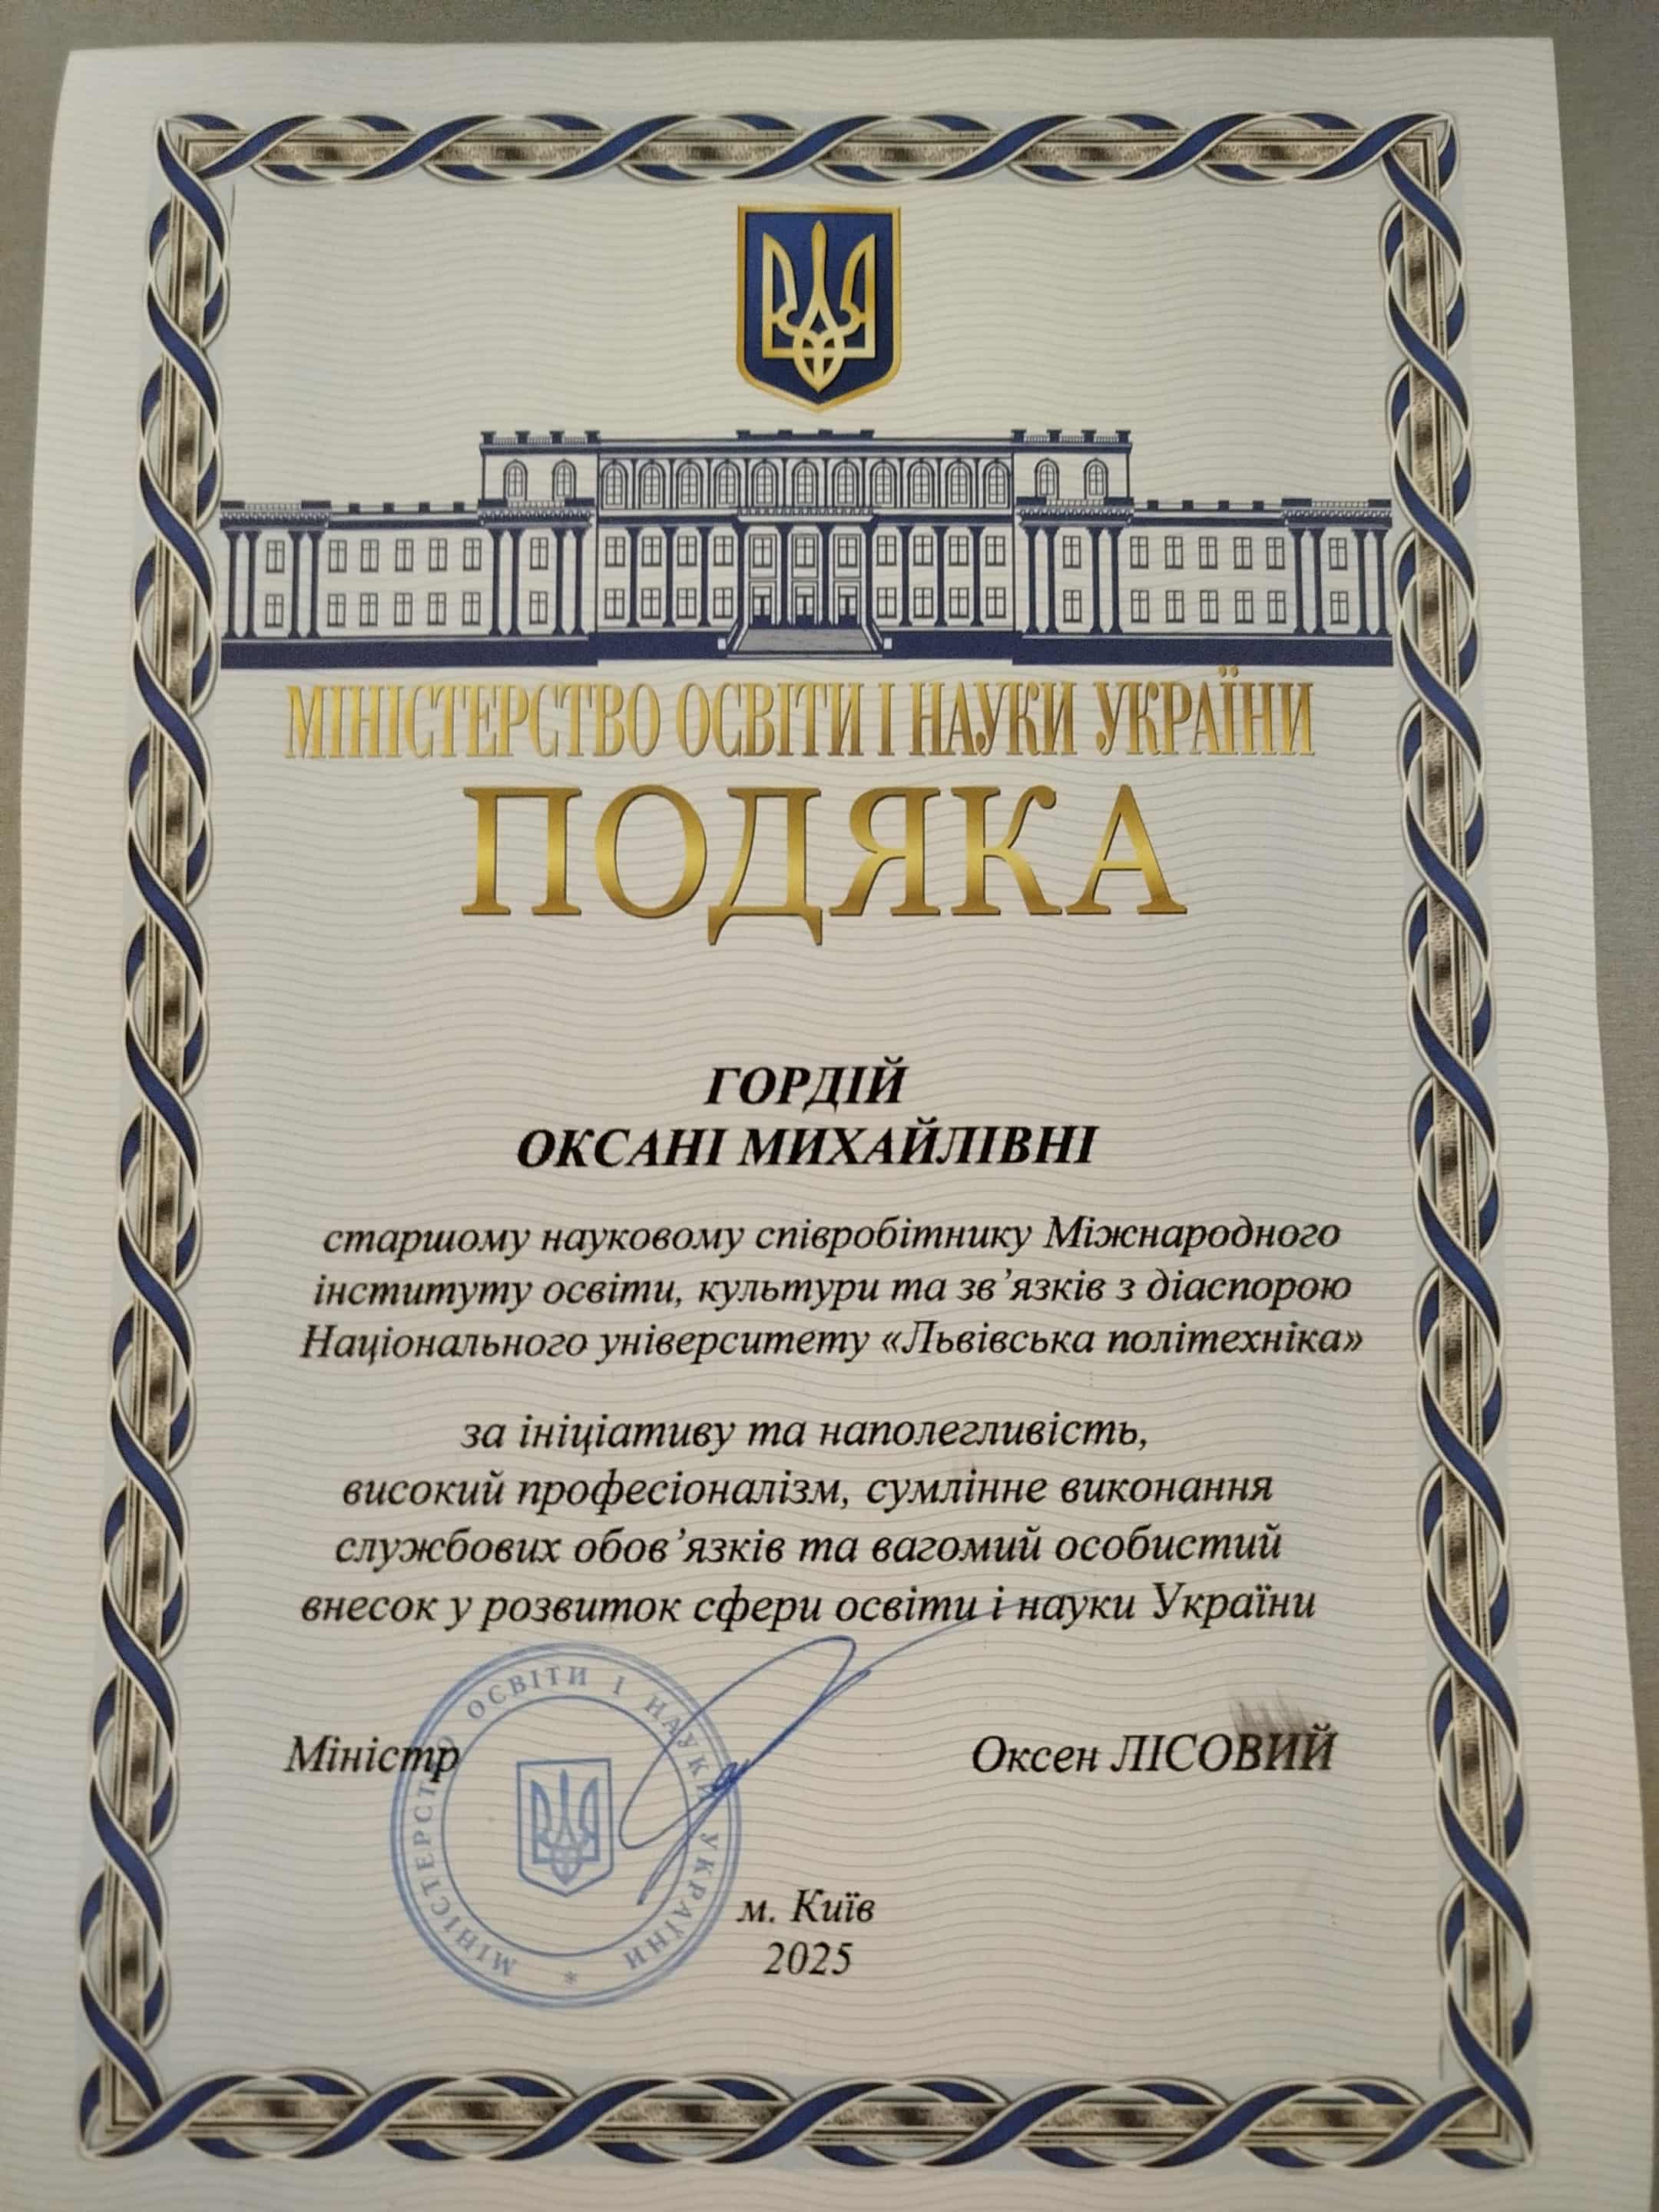 МІНІСТЕРСТВО ОСВІТИ І НАУКИ УКРАЇНИ
ПОДЯКА
ГОРДІЙ
ОКСАНІ МИХАЙЛІВНІ
старшому науковому співробітнику Міжнародного
інституту освіти, культури та зв’язків з діаспорою
Національного університету «Львівська політехніка»
за ініціативу та наполегливість,
високий професіоналізм, сумлінне виконання
службових обов’язків та вагомий особистий
внесок у розвиток сфери освіти і науки України
Міністр
Оксен ЛІСОВИЙ
МІНІСТЕРСТВО ОСВІТИ І НАУКИ УКРАЇНИ *
м. Київ
2025